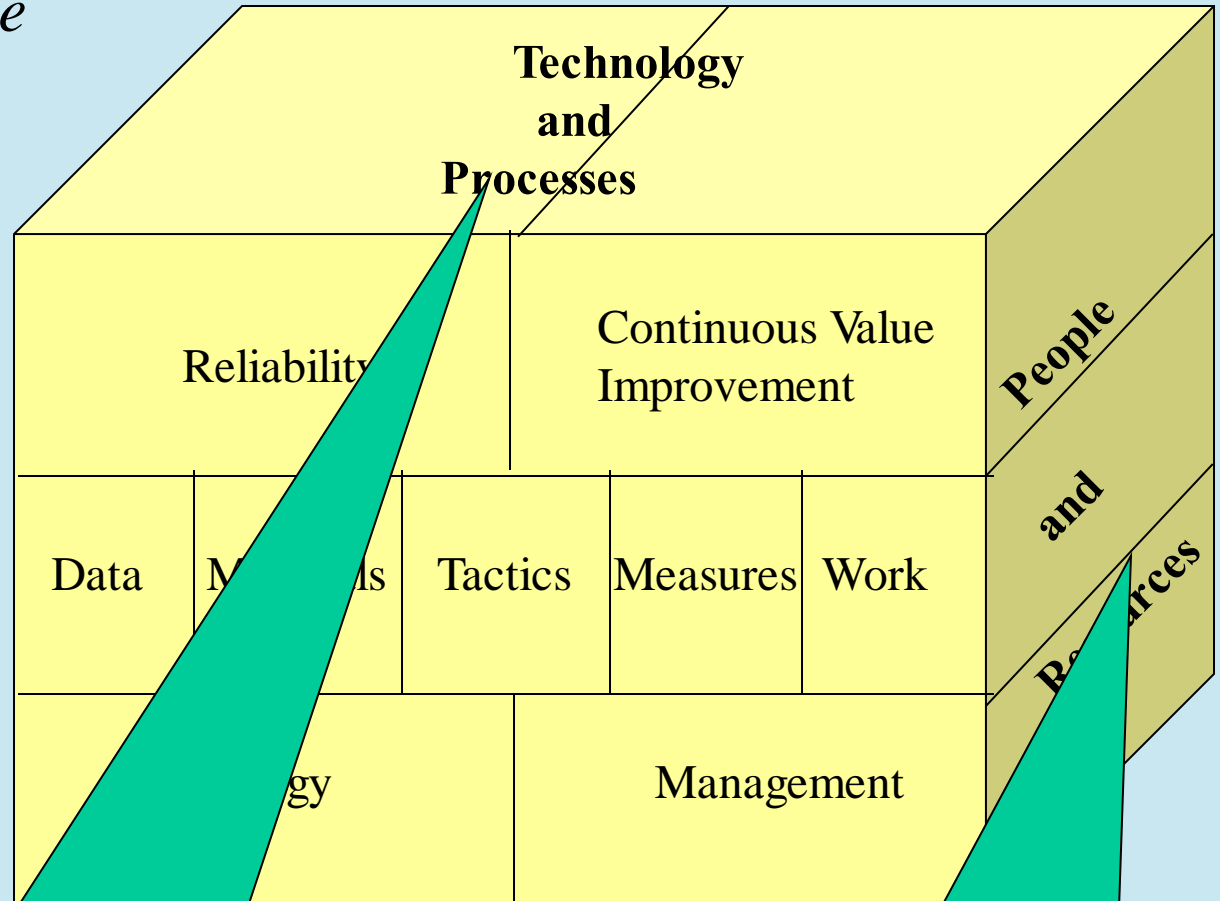 e
Technology
and
Processes
Continuous Value
Improvement
Reliability
People
and
Data
Tactics
Measures
Work
Management